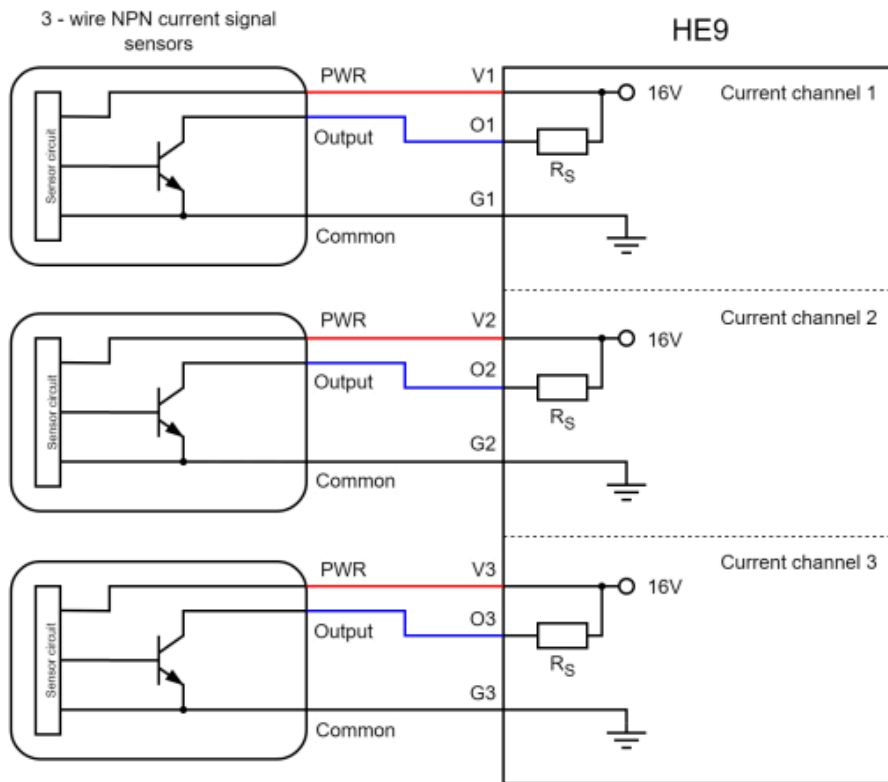 3 - wire NPN current signal
sensors
HE9
PWR
V1
16V
Current channel 1
Sensor circuit
Output
O1
R_S
G1
Common
PWR
V2
16V
Current channel 2
Sensor circuit
Output
O2
R_S
G2
Common
PWR
V3
16V
Current channel 3
Sensor circuit
Output
O3
R_S
G3
Common